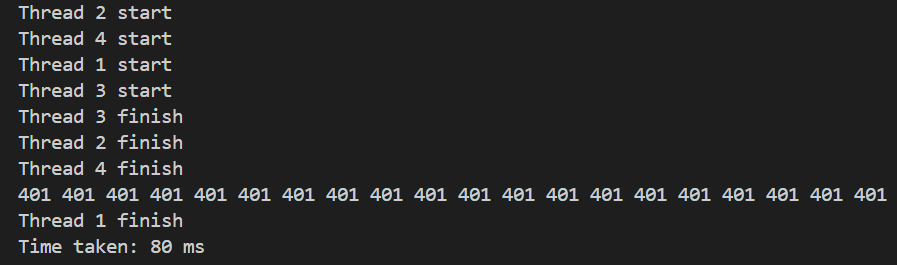 Thread 2 start
Thread 4 start
Thread 1 start
Thread 3 start
Thread 3 finish
Thread 2 finish
Thread 4 finish
401 401 401 401 401 401 401 401 401 401 401 401 401 401 401 401 401 401 401 401
Thread 1 finish
Time taken: 80 ms